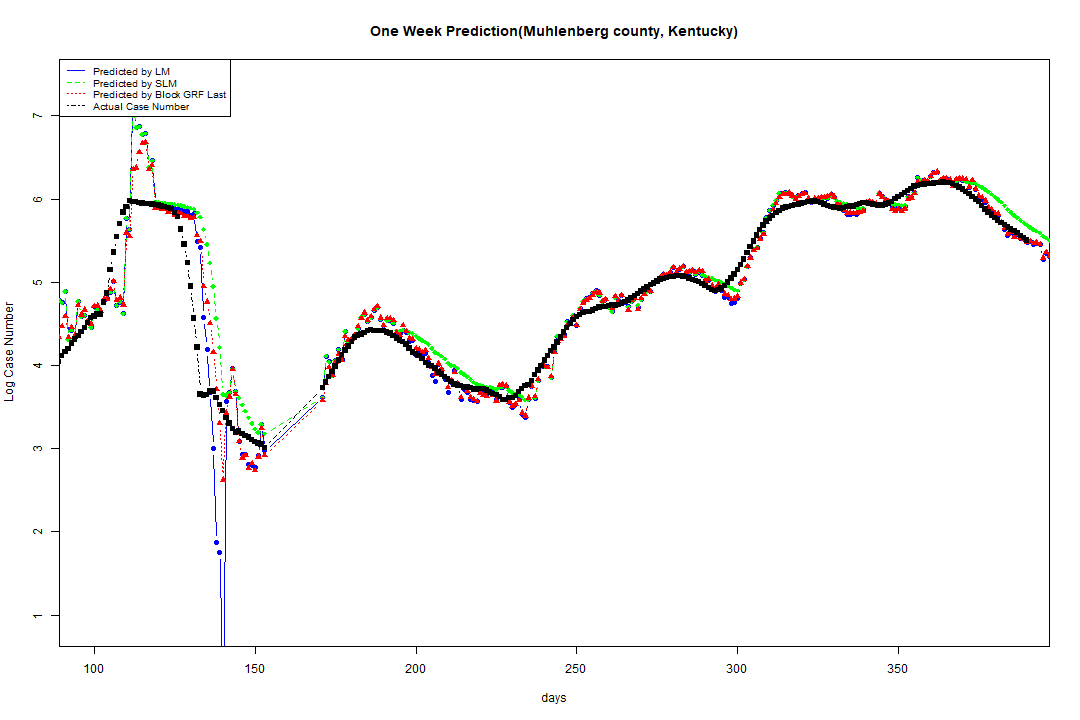 One Week Prediction(Muhlenberg county, Kentucky)
Predicted by LM
Predicted by SLM
Predicted by Block GRF Last
Actual Case Number
7
6
5
4
3
2
1
Log Case Number
100 150 200 250 300 350
days